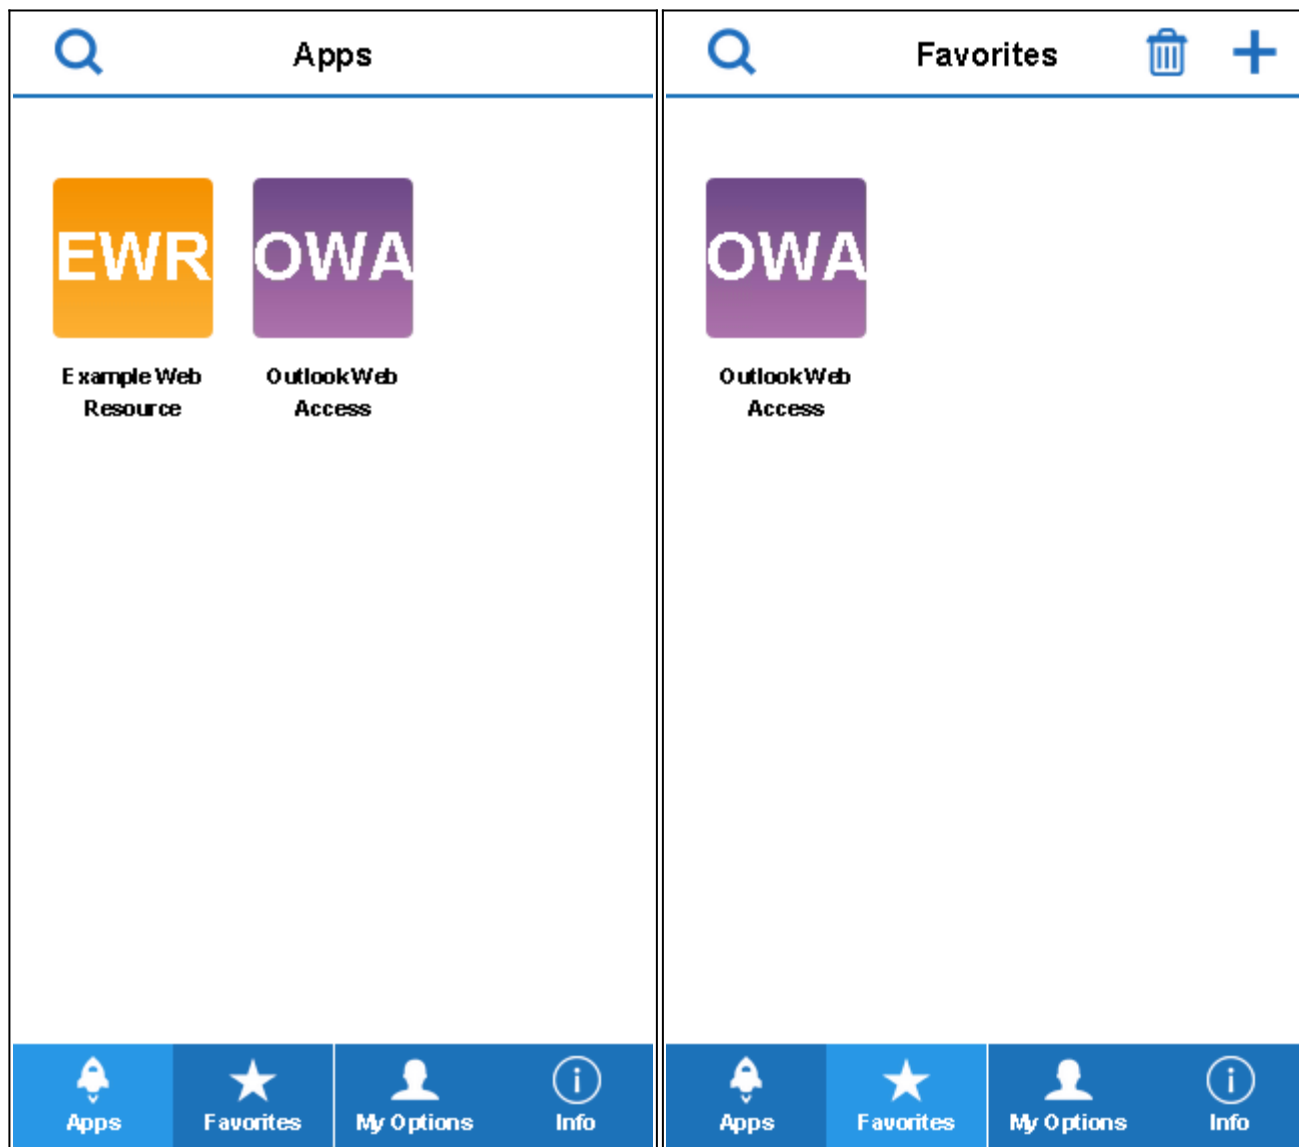 Apps
EWR OWA
Example Web Outlook Web
Resource Access
Apps Favorites My Options Info
Favorites
OWA
Outlook Web
Access
Apps Favorites My Options Info